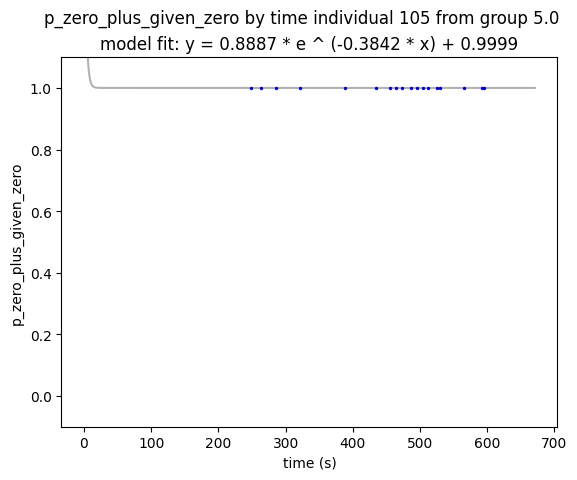 p_zero_plus_given_zero by time individual 105 from group 5.0
model fit: y = 0.8887 * e ^ (-0.3842 * x) + 0.9999
1.0
0.8
0.6
0.4
0.2
0.0
p_zero_plus_given_zero
0 100 200 300 400 500 600 700
time (s)